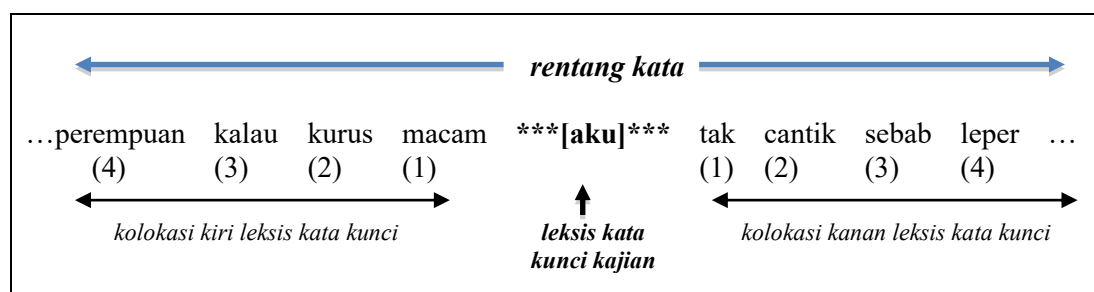 rentang kata
…perempuan kalau kurus macam ***[aku]*** tak cantik sebab leper …
(4) (3) (2) (1) (1) (2) (3) (4)
kolokasi kiri leksis kata kunci leksis kata kolokasi kanan leksis kata kunci
kunci kajian